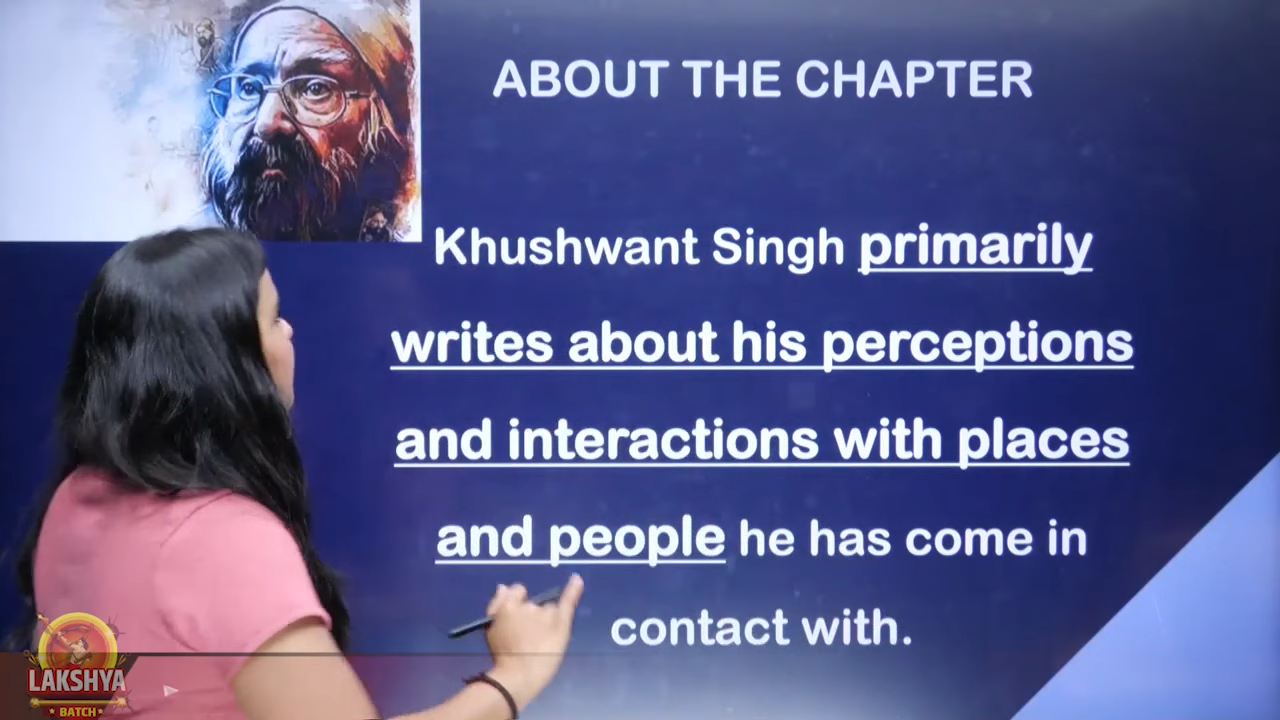 ABOUT THE CHAPTER
Khushwant Singh primarily
writes about his perceptions
and interactions with places
and people he has come in
contact with.
LAKSHYA
BATCH